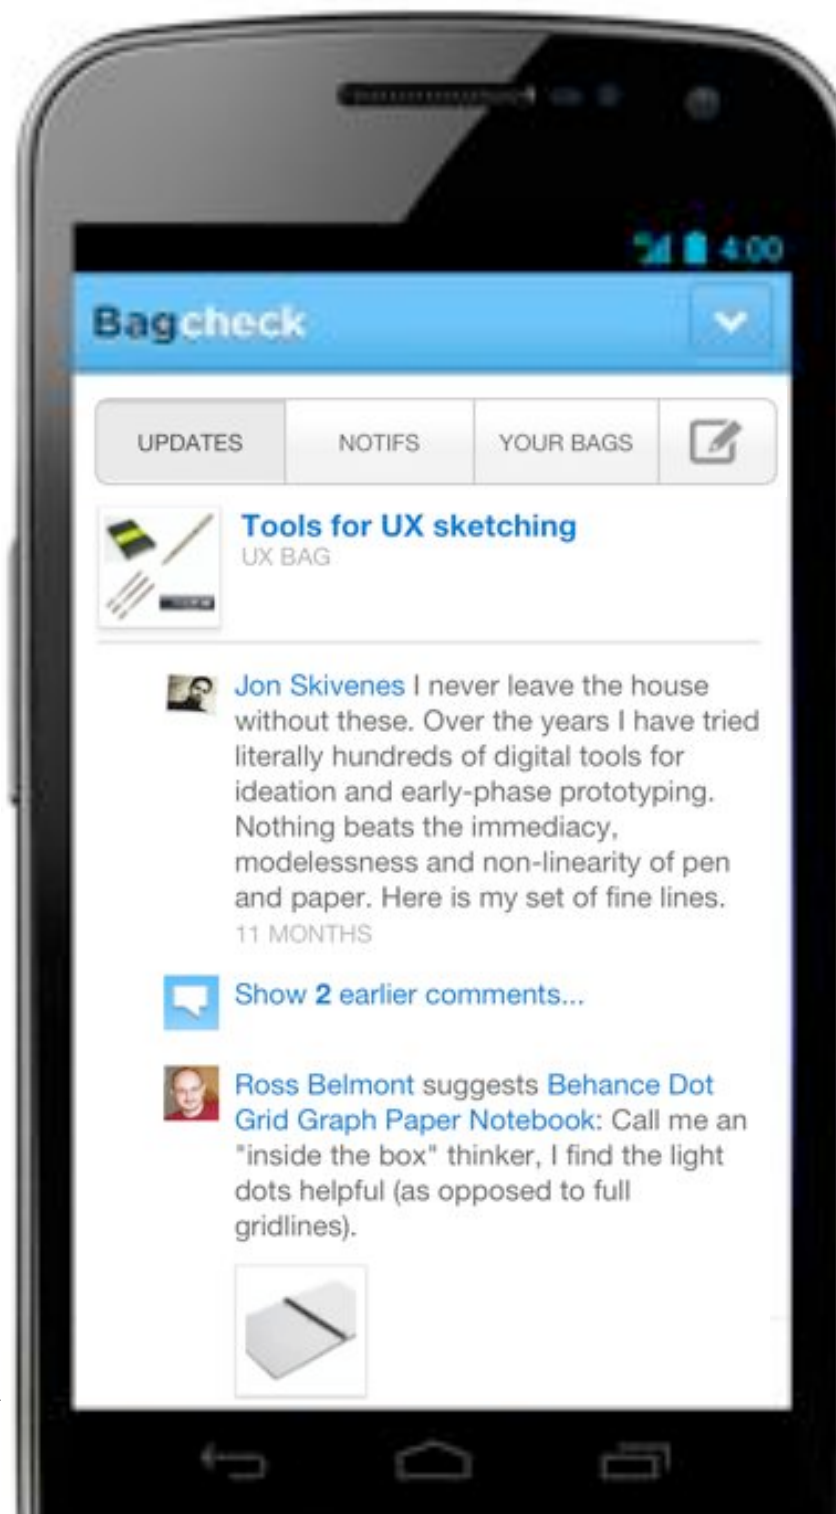 4:00
Bagcheck
UPDATES NOTIFS YOUR BAGS
Tools for UX sketching
UX BAG
Jon Skivenes I never leave the house
without these. Over the years I have tried
literally hundreds of digital tools for
ideation and early-phase prototyping.
Nothing beats the immediacy,
modelessness and non-linearity of pen
and paper. Here is my set of fine lines.
11 MONTHS
Show 2 earlier comments...
Ross Belmont suggests Behance Dot
Grid Graph Paper Notebook: Call me an
"inside the box" thinker, I find the light
dots helpful (as opposed to full
gridlines).